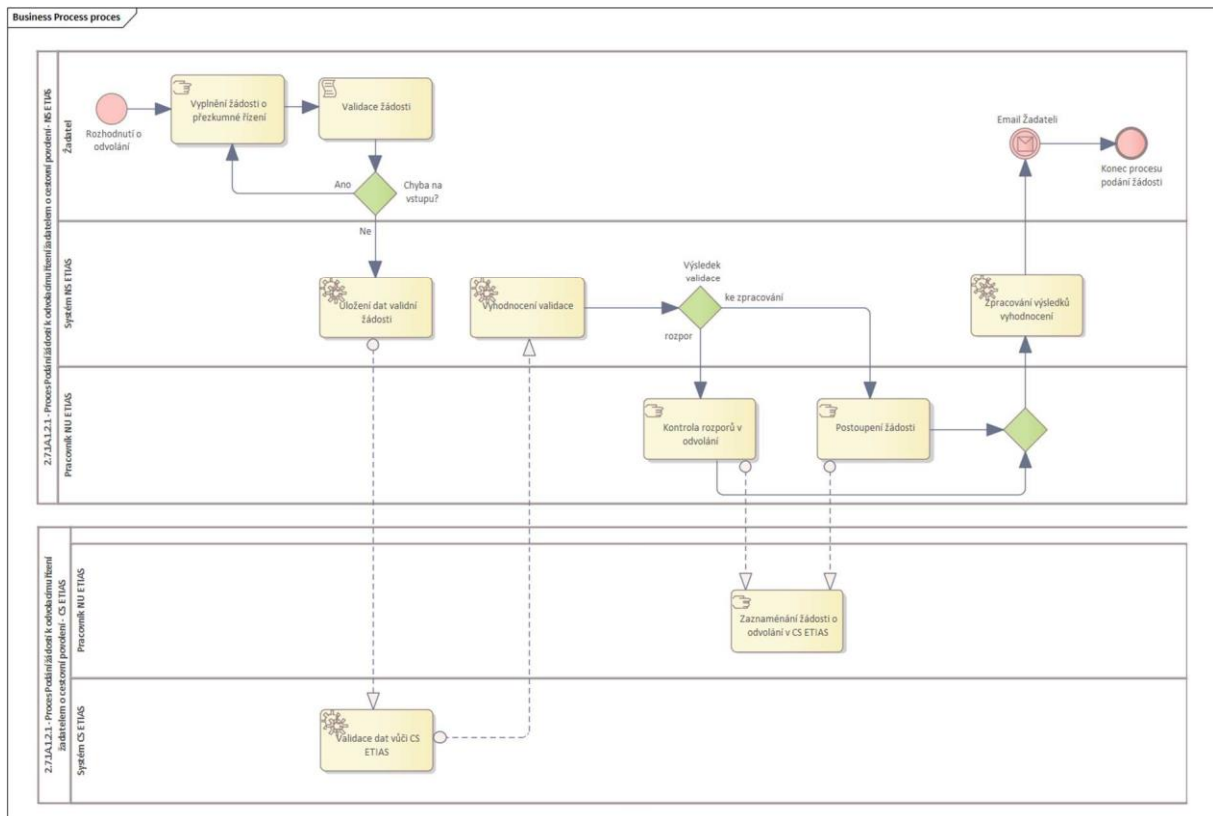 Business Process proces
2.7.1A.1.2.1 - Proces Podání žádostí k odvolacímu řízení žadatelem o cestovní povolení - NS ETIAS
Žadatel
Rozhodnutí o
odvolání
Vyplnění žádosti o
přezkumné řízení
Validace žádosti
Ano
Chyba na
vstupu?
Ne
Email Žadateli
Konec procesu
podání žádosti
Systém NS ETIAS
Uložení dat validní
žádosti
Vyhodnocení validace
Výsledek
validace
ke zpracování
rozpor
Zpracování výsledků
vyhodnocení
Pracovník NU ETIAS
Kontrola rozporů v
odvolání
Postoupení žádosti
2.7.1A.1.2.1 - Proces Podání žádostí k odvolacímu řízení
žadatelem o cestovní povolení - CS ETIAS
Pracovník NU ETIAS
Zaznaménání žádosti o
odvolání v CS ETIAS
Systém CS ETIAS
Validace dat vůči CS
ETIAS